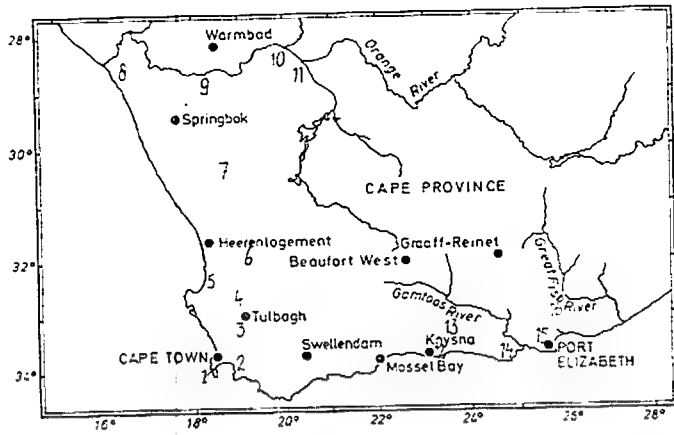 28°
Warmbad
8
9
10
11
Orange
River
Springbok
30°
7
CAPE PROVINCE
Heerenlogement
6
Graaff-Reinet
Beaufort West
32°
5
4
3
Tulbagh
Gamtoos River
Great Fish River
13
CAPE TOWN
Swellendam
Knysna
15
1
2
Mossel Bay
14
PORT
ELIZABETH
34°
16°
18°
20°
22°
24°
26°
28°